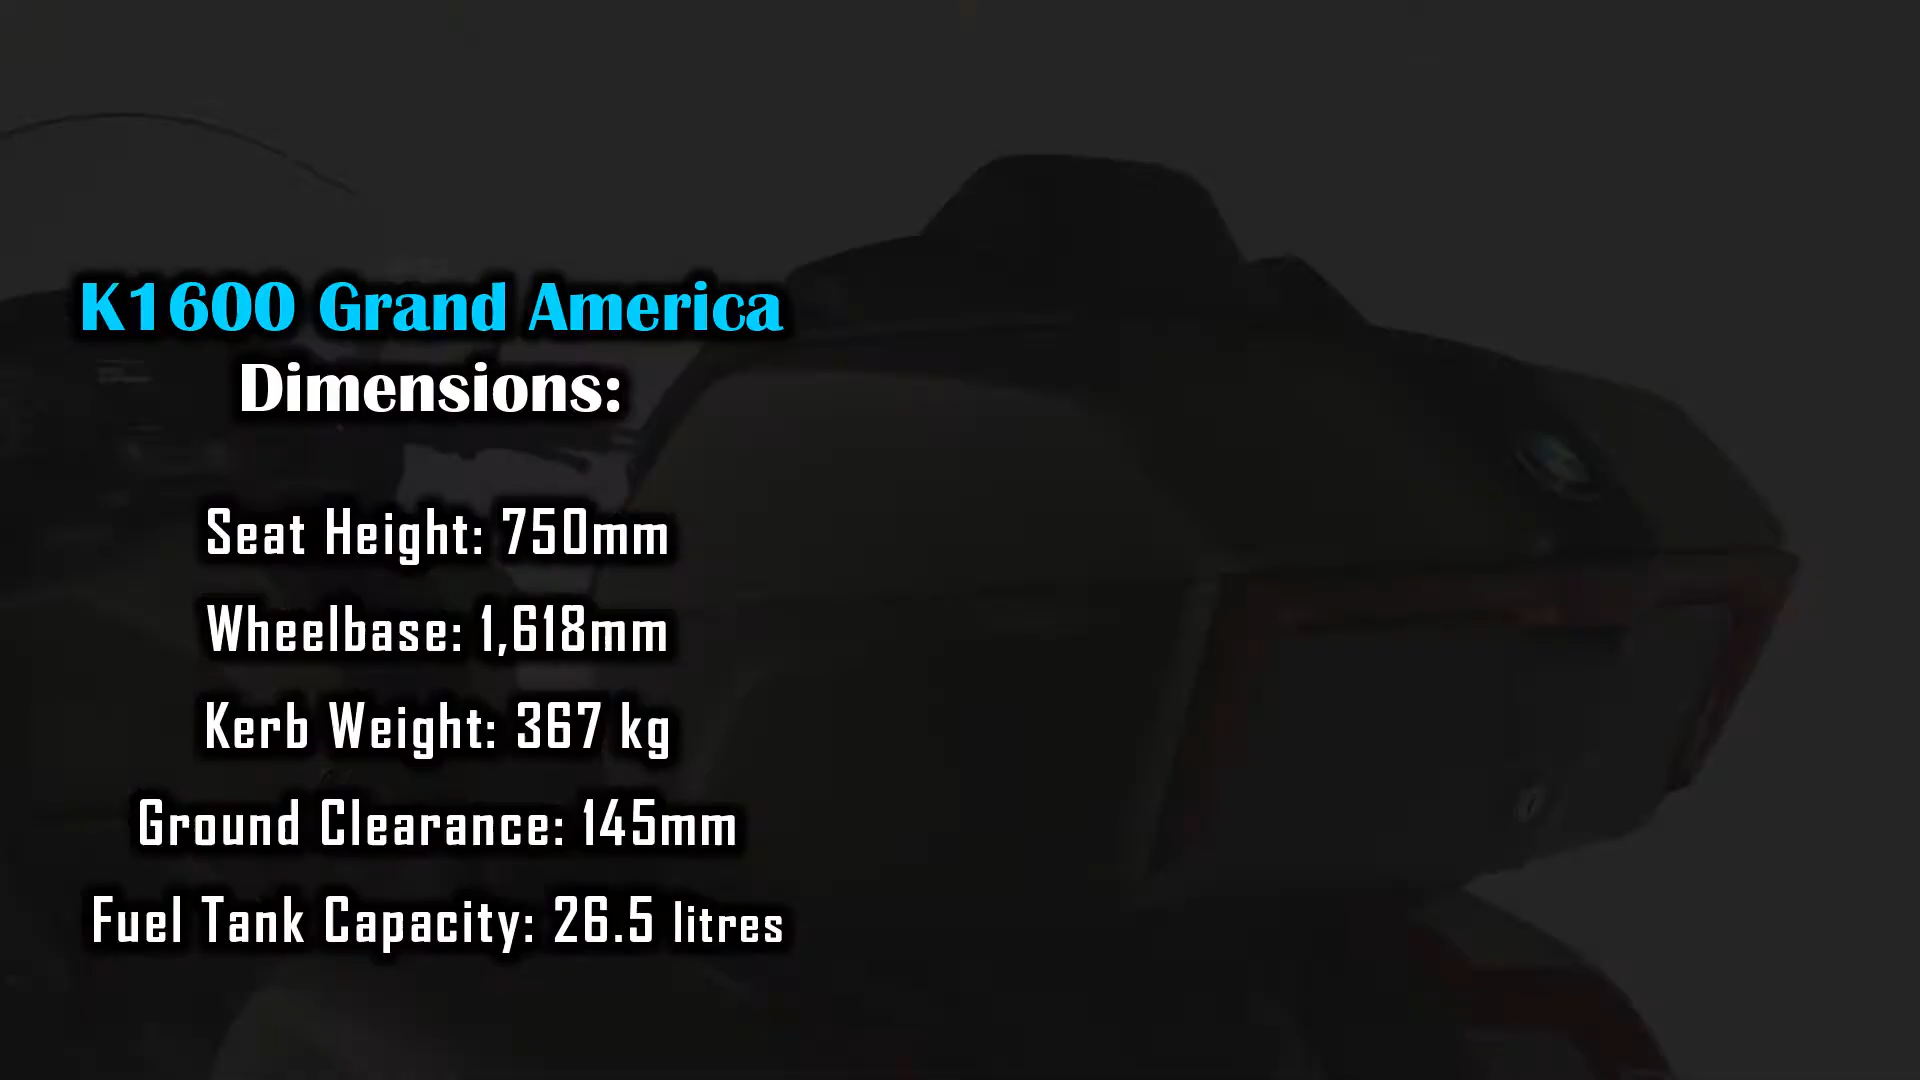 K1600 Grand America
Dimensions:
Seat Height: 750mm
Wheelbase: 1,618mm
Kerb Weight: 367 kg
Ground Clearance: 145mm
Fuel Tank Capacity: 26.5 litres